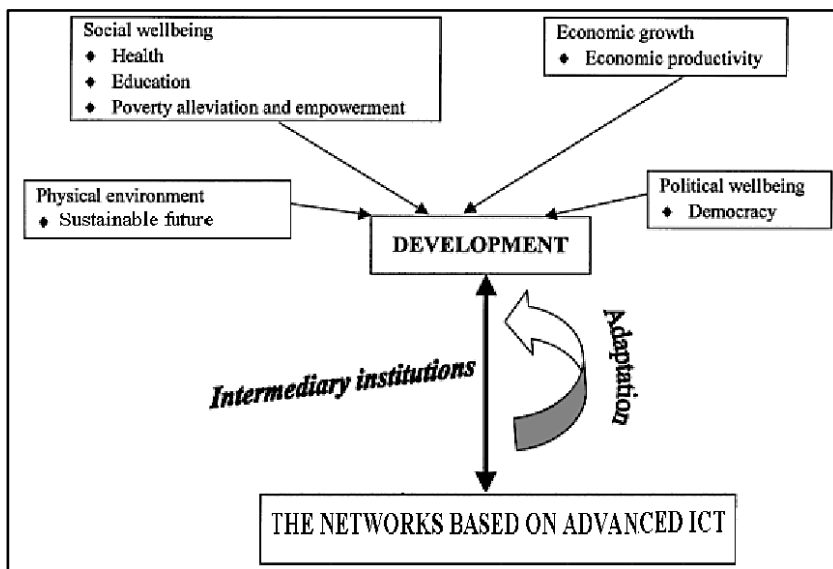 Social wellbeing
♦ Health
♦ Education
♦ Poverty alleviation and empowerment
Economic growth
♦ Economic productivity
Physical environment
♦ Sustainable future
Political wellbeing
♦ Democracy
DEVELOPMENT
Intermediary institutions
Adaptation
THE NETWORKS BASED ON ADVANCED ICT